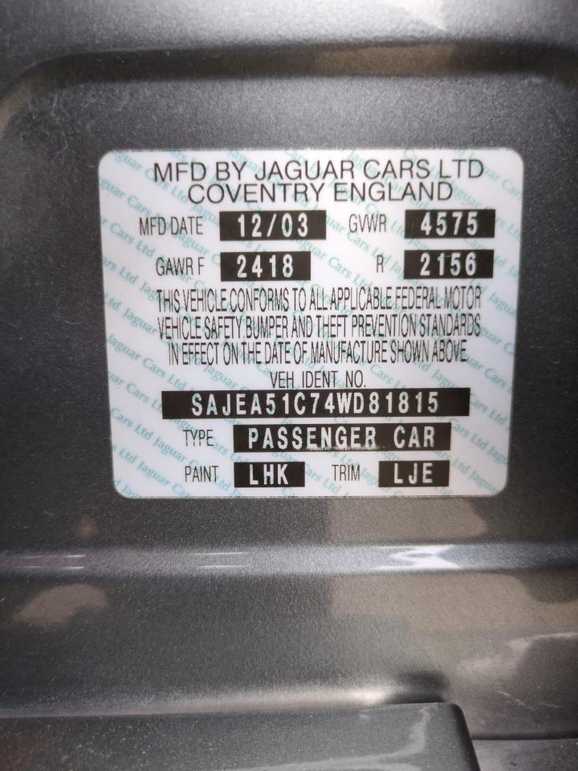 MFD BY JAGUAR CARS LTD
COVENTRY ENGLAND
MFD DATE 12/03 GVWR 4575
GAWR F 2418 R 2156
THIS VEHICLE CONFORMS TO ALL APPLICABLE FEDERAL MOTOR
VEHICLE SAFETY BUMPER AND THEFT PREVENTION STANDARDS
IN EFFECT ON THE DATE OF MANUFACTURE SHOWN ABOVE
VEH IDENT NO.
SAJEA51C74WD81815
TYPE PASSENGER CAR
PAINT LHK TRIM LJE